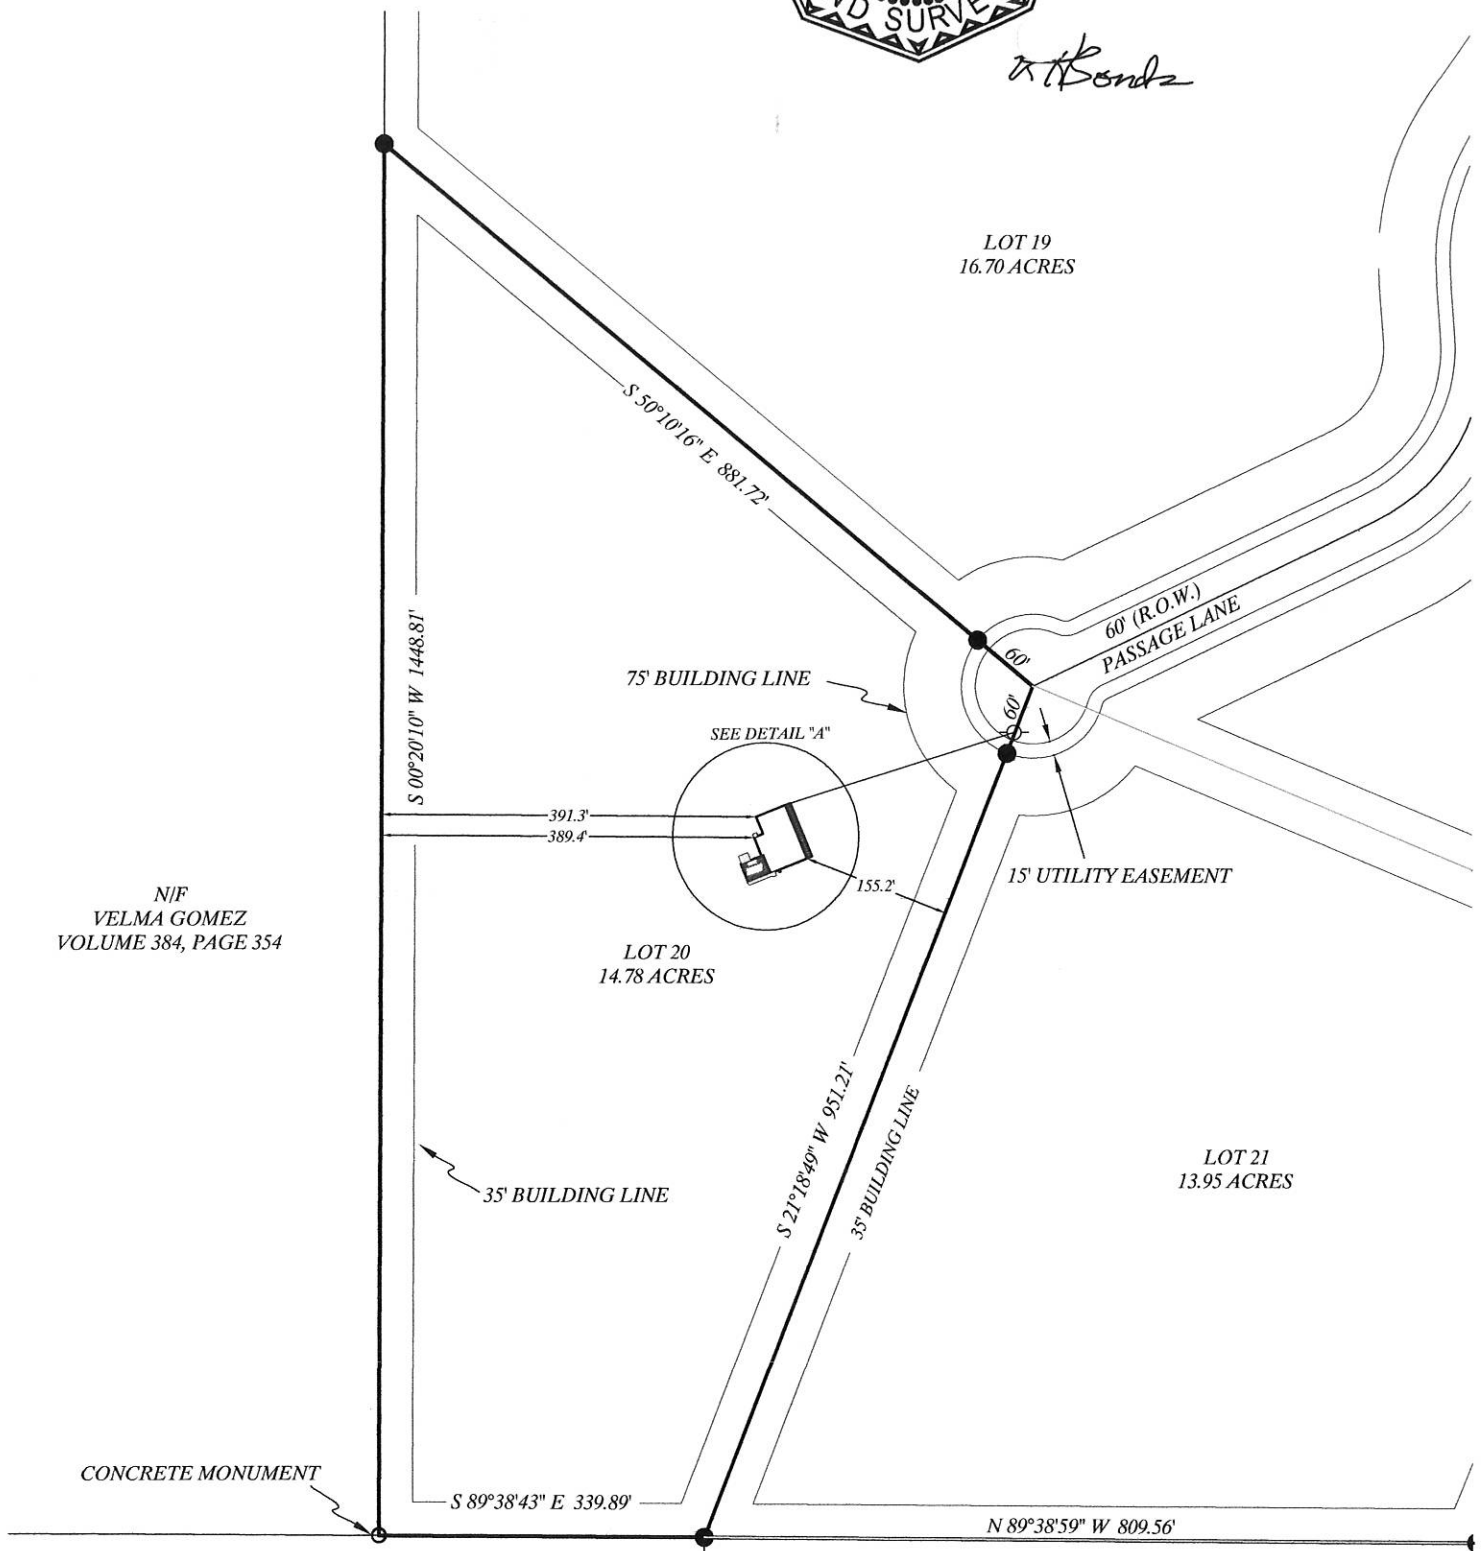 ND SURVE
LOT 19
16.70 ACRES
S 50°10'16" E 881.72'
60' (R.O.W.)
PASSAGE LANE
60'
60'
75' BUILDING LINE
SEE DETAIL "A"
S 00°20'10" W 1448.81'
391.3'
389.4'
155.2'
15' UTILITY EASEMENT
N/F
VELMA GOMEZ
VOLUME 384, PAGE 354
LOT 20
14.78 ACRES
S 21°18'49" W 951.21'
35' BUILDING LINE
LOT 21
13.95 ACRES
35' BUILDING LINE
CONCRETE MONUMENT
S 89°38'43" E 339.89'
N 89°38'59" W 809.56'